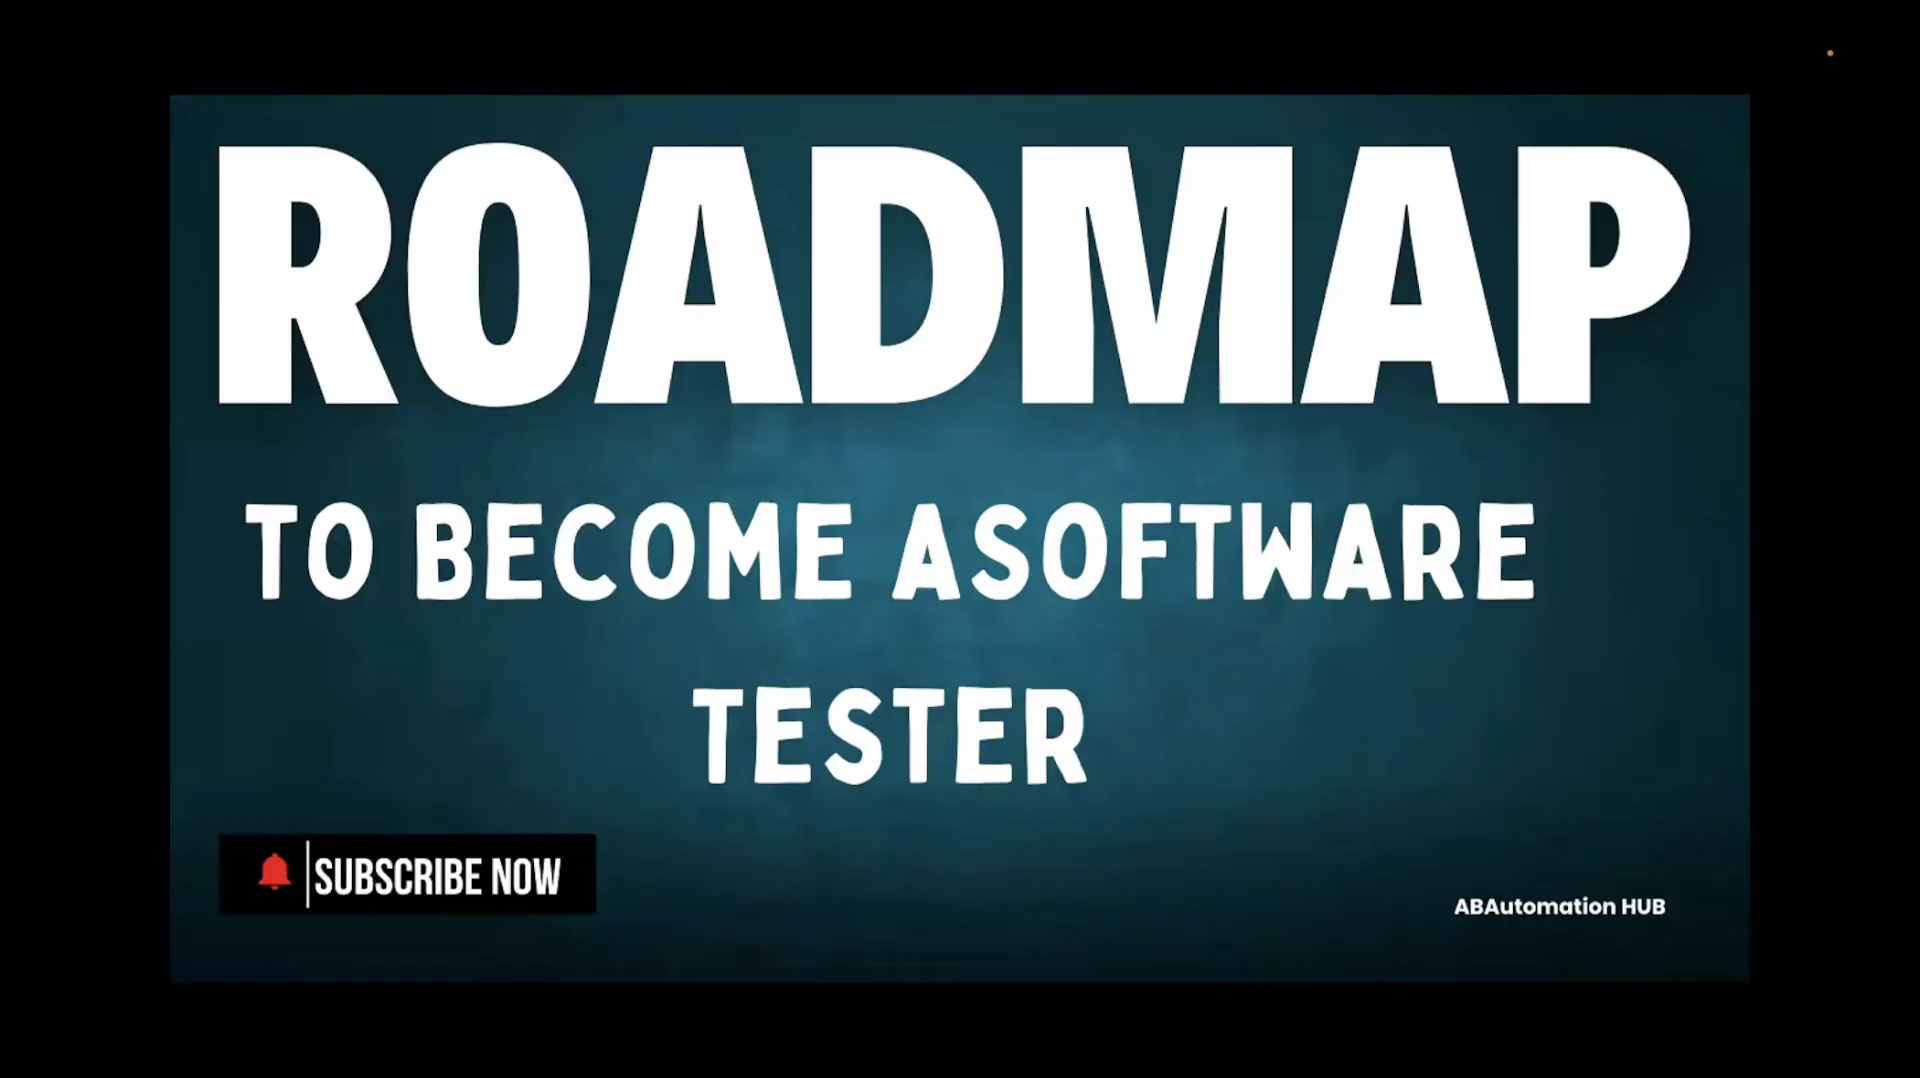 ROADMAP
TO BECOME ASOFTWARE
TESTER
SUBSCRIBE NOW
ABAutomation HUB